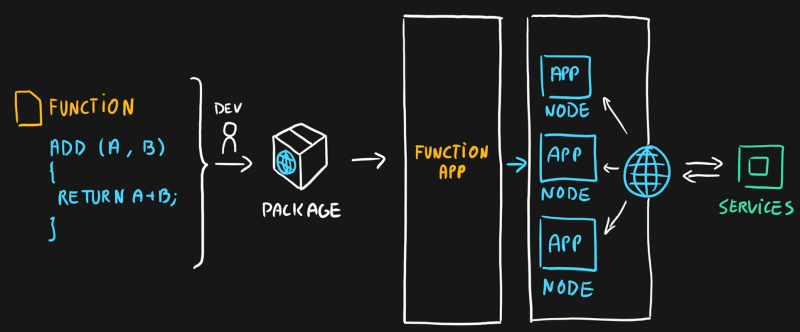 FUNCTION
ADD (A, B)
{
RETURN A+B;
}
DEV
PACKAGE
FUNCTION
APP
APP
NODE
APP
NODE
APP
NODE
SERVICES